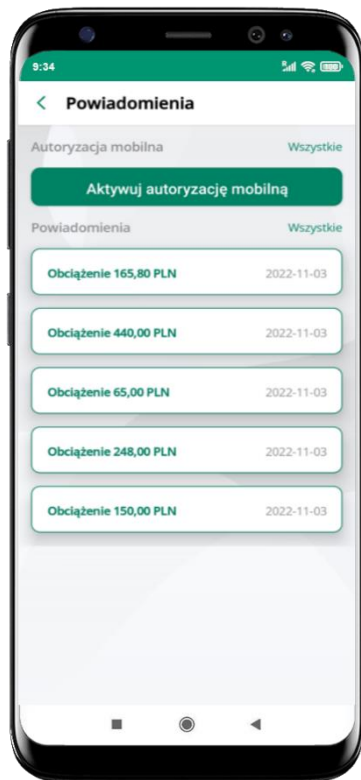 9:34
Powiadomienia
Autoryzacja mobilna Wszystkie
Aktywuj autoryzację mobilną
Powiadomienia Wszystkie
Obciążenie 165,80 PLN 2022-11-03
Obciążenie 440,00 PLN 2022-11-03
Obciążenie 65,00 PLN 2022-11-03
Obciążenie 248,00 PLN 2022-11-03
Obciążenie 150,00 PLN 2022-11-03